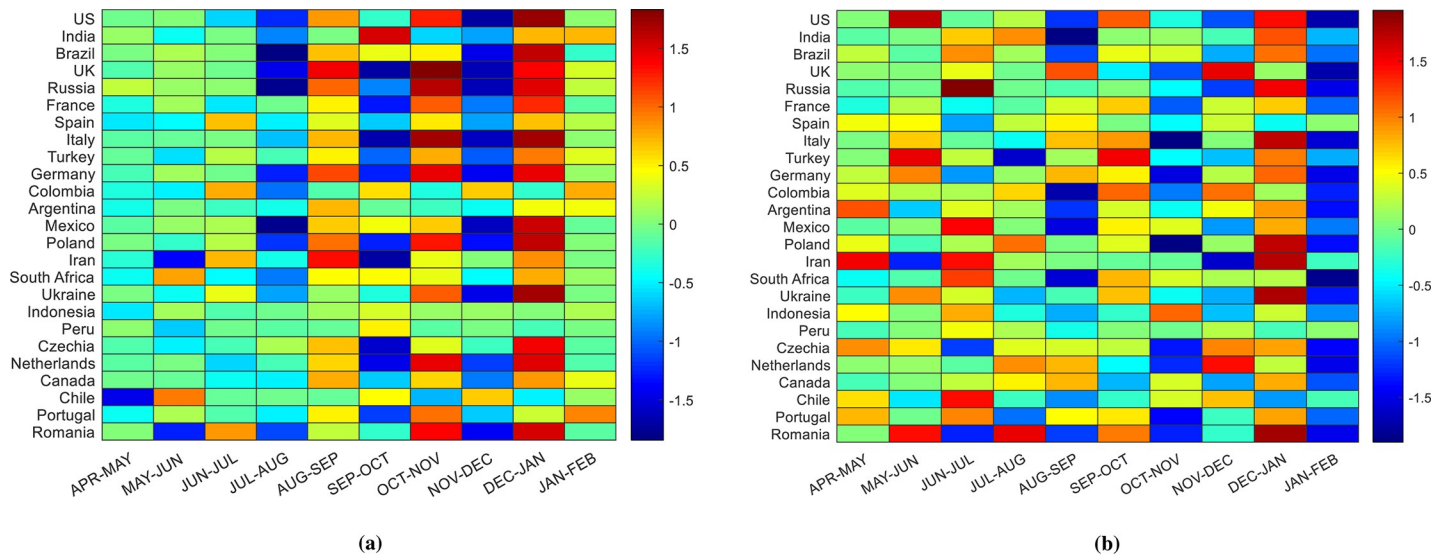 US
India
Brazil
UK
Russia
France
Spain
Italy
Turkey
Germany
Colombia
Argentina
Mexico
Poland
Iran
South Africa
Ukraine
Indonesia
Peru
Czechia
Netherlands
Canada
Chile
Portugal
Romania
APR-MAY MAY-JUN JUN-JUL JUL-AUG AUG-SEP SEP-OCT OCT-NOV NOV-DEC DEC-JAN JAN-FEB
1.5
1
0.5
0
-0.5
-1
-1.5
(a)
US
India
Brazil
UK
Russia
France
Spain
Italy
Turkey
Germany
Colombia
Argentina
Mexico
Poland
Iran
South Africa
Ukraine
Indonesia
Peru
Czechia
Netherlands
Canada
Chile
Portugal
Romania
APR-MAY MAY-JUN JUN-JUL JUL-AUG AUG-SEP SEP-OCT OCT-NOV NOV-DEC DEC-JAN JAN-FEB
1.5
1
0.5
0
-0.5
-1
-1.5
(b)